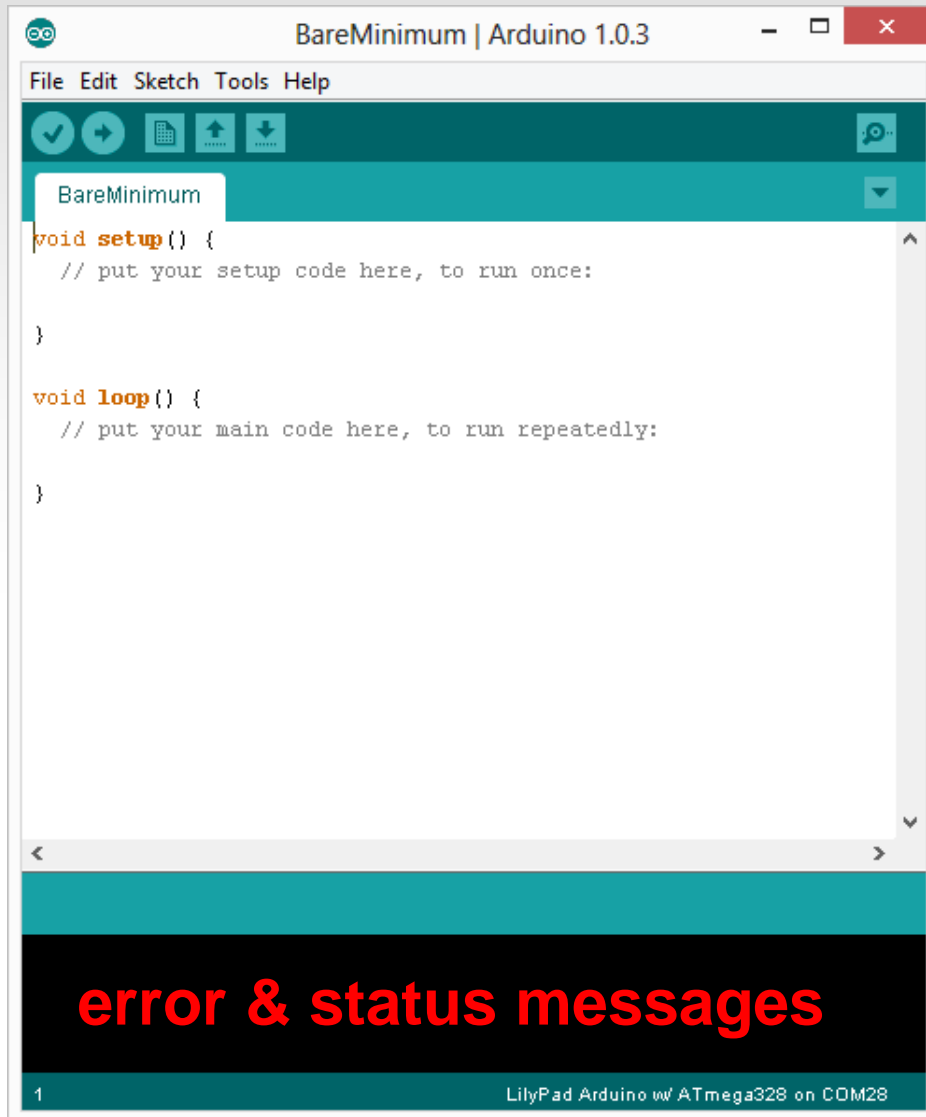 BareMinimum | Arduino 1.0.3
File Edit Sketch Tools Help
BareMinimum
void setup() {
  // put your setup code here, to run once:
}
void loop() {
  // put your main code here, to run repeatedly:
}
error & status messages
1 LilyPad Arduino w/ ATmega328 on COM28